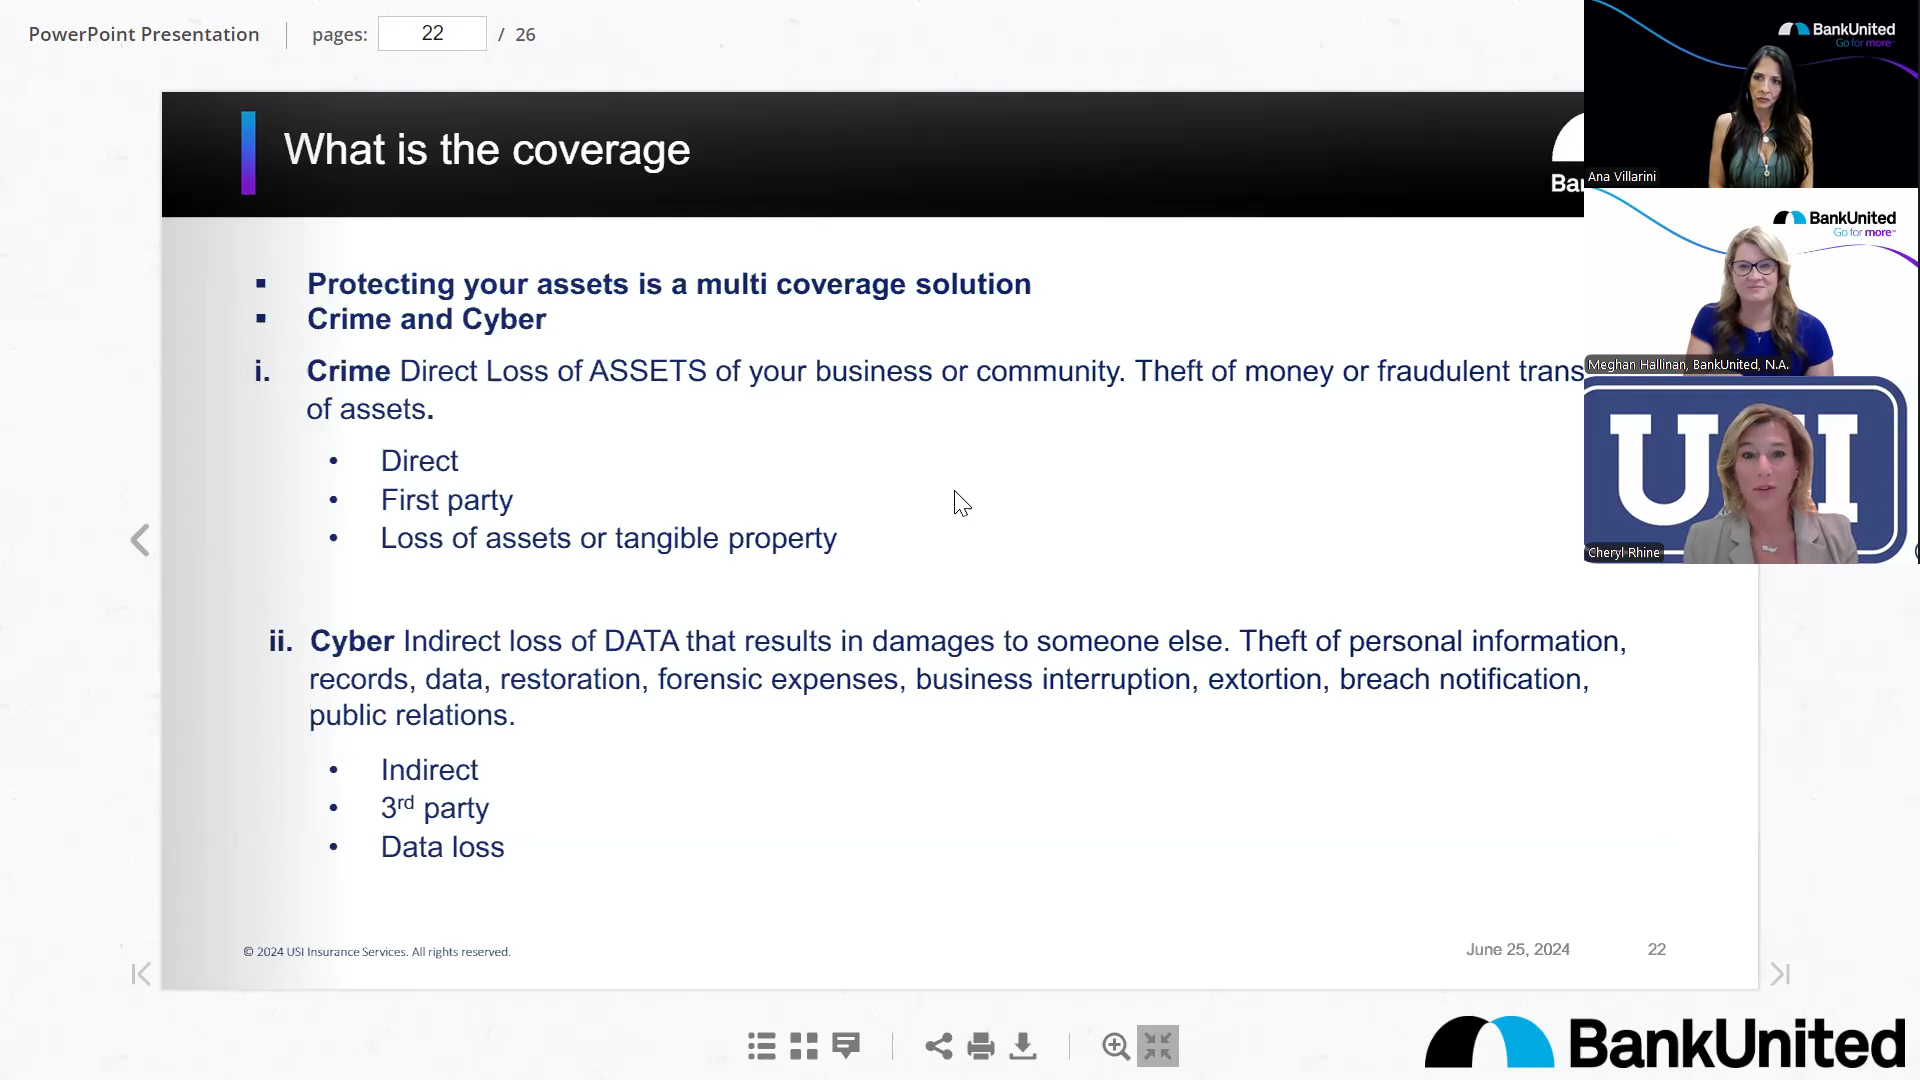 PowerPoint Presentation pages: 22 / 26
What is the coverage
Ba
▪ Protecting your assets is a multi coverage solution
▪ Crime and Cyber
i. Crime Direct Loss of ASSETS of your business or community. Theft of money or fraudulent trans
of assets.
• Direct
• First party
• Loss of assets or tangible property
ii. Cyber Indirect loss of DATA that results in damages to someone else. Theft of personal information,
records, data, restoration, forensic expenses, business interruption, extortion, breach notification,
public relations.
• Indirect
• 3rd party
• Data loss
© 2024 USI Insurance Services. All rights reserved.
June 25, 2024 22
BankUnited
Go for more
Ana Villarini
BankUnited
Go for more
Meghan Hallinan, BankUnited, N.A.
USI
Cheryl Rhine
BankUnited